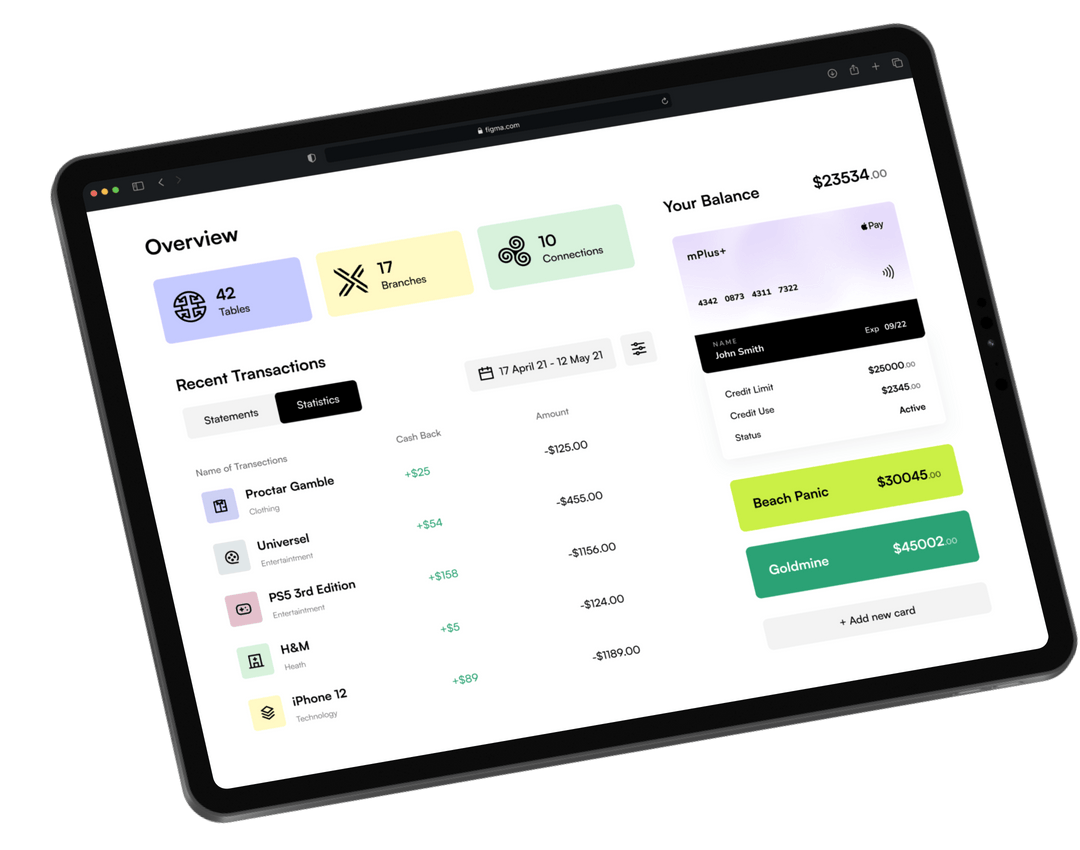 figma.com
Overview
42
Tables
17
Branches
10
Connections
Recent Transactions
17 April 21 - 12 May 21
Statements
Statistics
Name of Transections
Cash Back
Amount
Proctar Gamble
Clothing
+$25
-$125.00
Universel
Entertaintment
+$54
-$455.00
PS5 3rd Edition
Entertaintment
+$158
-$1156.00
H&M
Heath
+$5
-$124.00
iPhone 12
Technology
+$89
-$1189.00
Your Balance
$23534.00
mPlus+
Pay
4342 0873 4311 7322
NAME
John Smith
Exp 09/22
Credit Limit
$25000.00
Credit Use
$2345.00
Status
Active
Beach Panic
$30045.00
Goldmine
$45002.00
+ Add new card